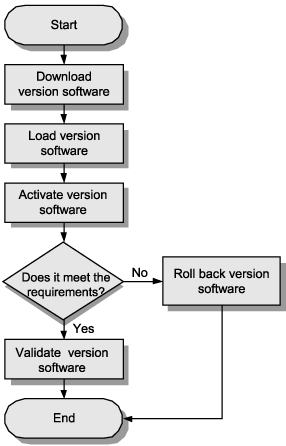 Start
Download
version software
Load version
software
Activate version
software
Does it meet the
requirements?
No
Roll back version
software
Yes
Validate version
software
End